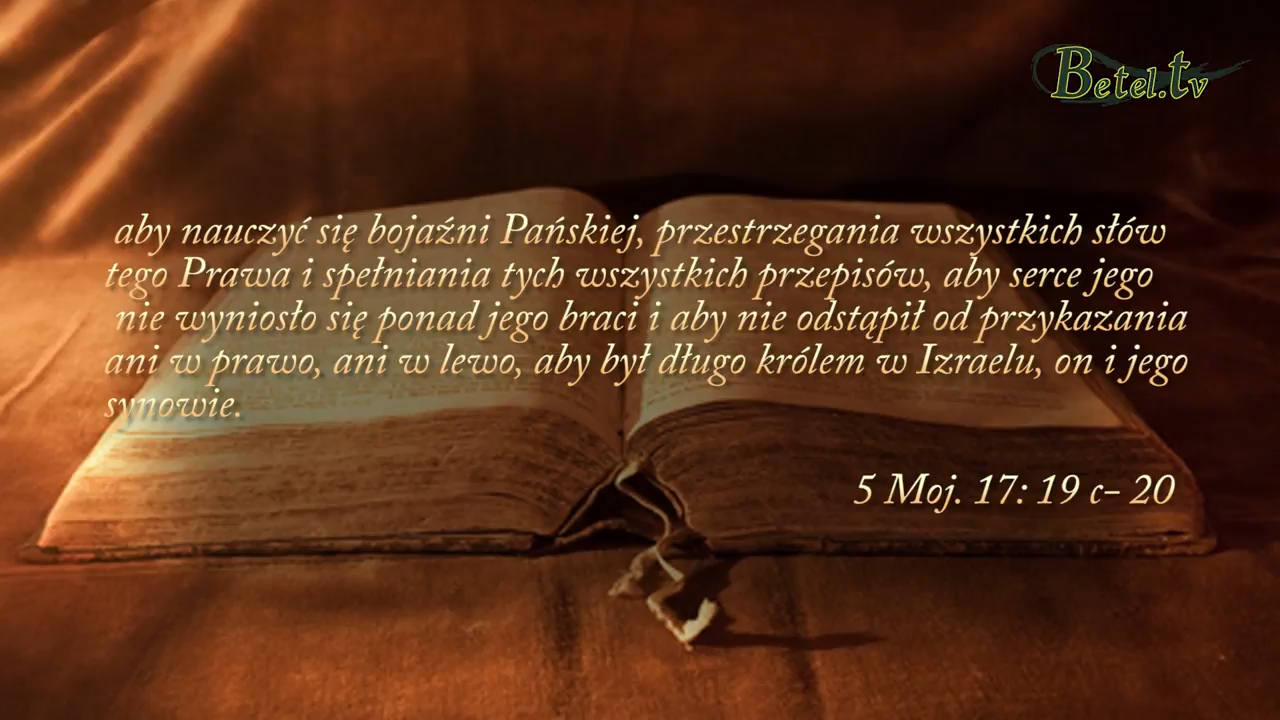 Betel.tv
aby nauczyć się bojaźni Pańskiej, przestrzegania wszystkich słów
tego Prawa i spełniania tych wszystkich przepisów, aby serce jego
nie wyniosło się ponad jego braci i aby nie odstąpił od przykazania
ani w prawo, ani w lewo, aby był długo królem w Izraelu, on i jego
synowie.
5 Moj. 17: 19 c– 20